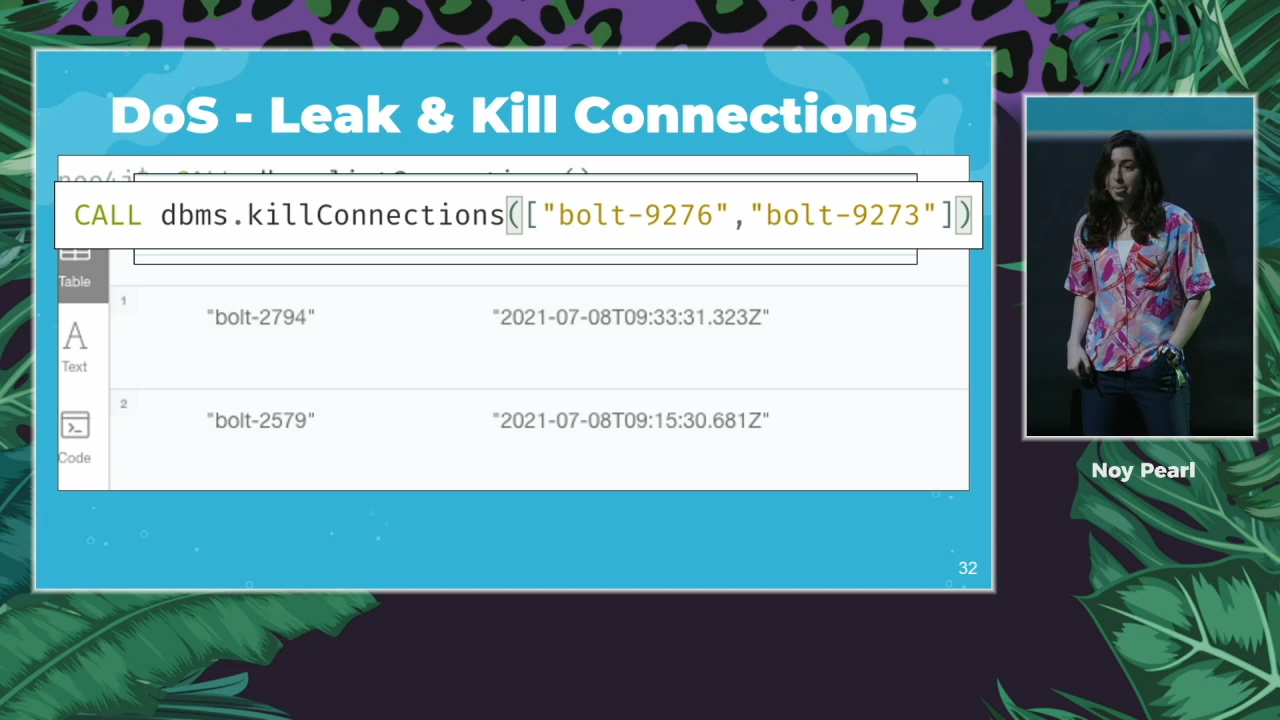 DoS - Leak & Kill Connections
CALL dbms.killConnections(["bolt-9276","bolt-9273"])
Table
1
"bolt-2794" "2021-07-08T09:33:31.323Z"
Text
2
"bolt-2579" "2021-07-08T09:15:30.681Z"
Code
32
Noy Pearl